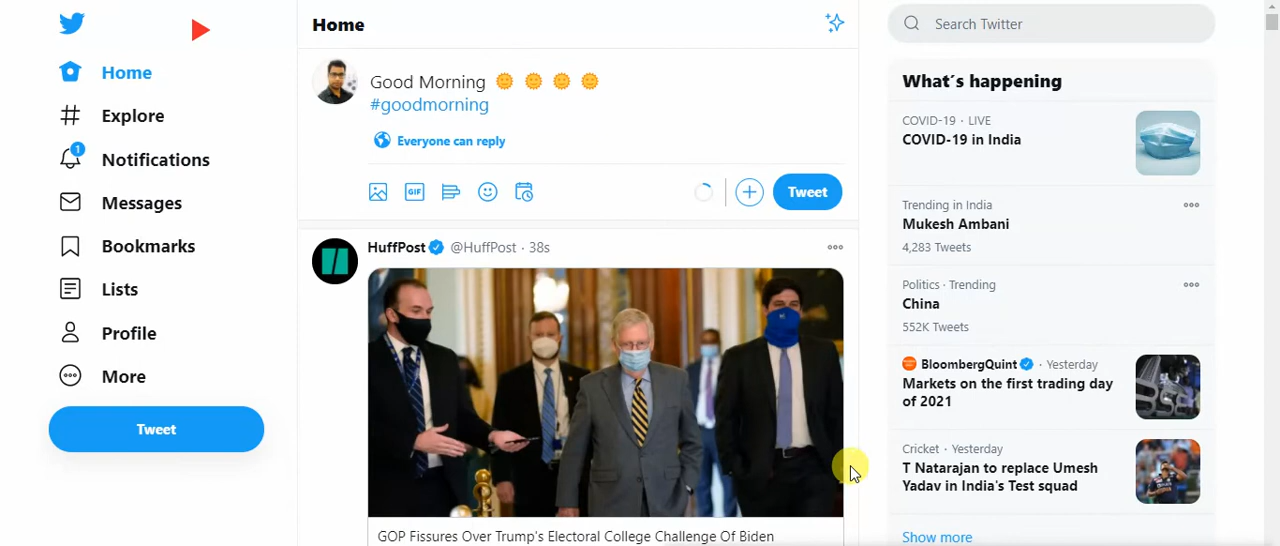 Home
Explore
Notifications
1
Messages
Bookmarks
Lists
Profile
More
Tweet
Home
Good Morning 🌞 🌞 🌞 🌞
#goodmorning
Everyone can reply
GIF
Tweet
HuffPost @HuffPost · 38s
GOP Fissures Over Trump's Electoral College Challenge Of Biden
Search Twitter
What´s happening
COVID-19 · LIVE
COVID-19 in India
Trending in India
Mukesh Ambani
4,283 Tweets
Politics · Trending
China
552K Tweets
BloombergQuint · Yesterday
Markets on the first trading day
of 2021
Cricket · Yesterday
T Natarajan to replace Umesh
Yadav in India's Test squad
Show more